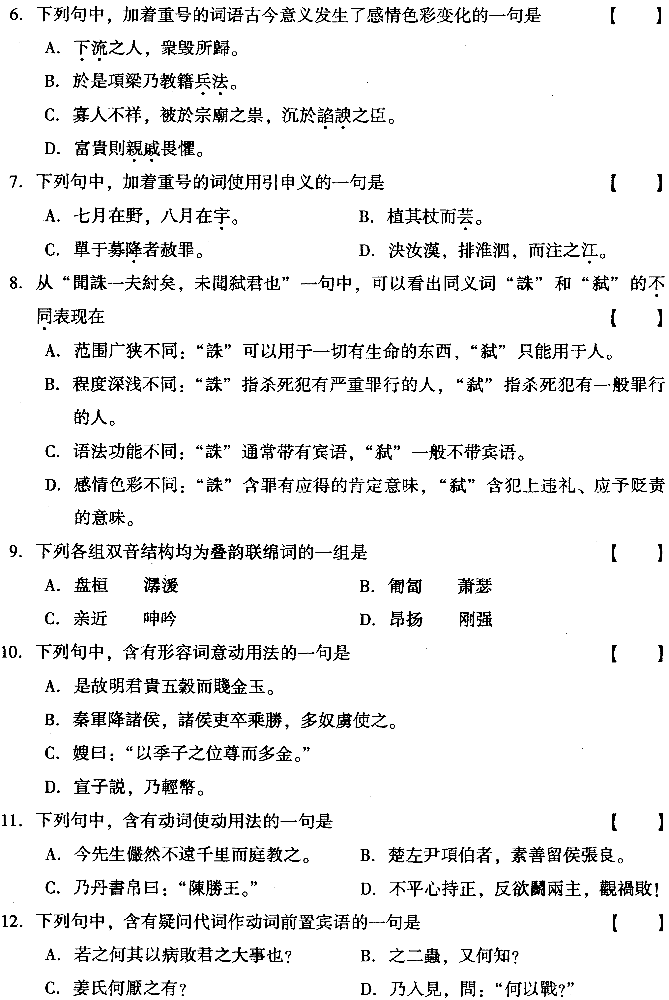 6. 下列句中，加着重号的词语古今意义发生了感情色彩变化的一句是 【 】
A. 下流之人，衆毀所歸。
B. 於是項梁乃教籍兵法。
C. 寡人不祥，被於宗廟之祟，沉於諂諛之臣。
D. 富貴則親戚畏懼。
7. 下列句中，加着重号的词使用引申义的一句是 【 】
A. 七月在野，八月在宇。 B. 植其杖而芸。
C. 單于募降者赦罪。 D. 決汝漢，排淮泗，而注之江。
8. 从“聞誅一夫紂矣，未聞弑君也”一句中，可以看出同义词“誅”和“弑”的不
同表现在 【 】
A. 范围广狭不同：“誅”可以用于一切有生命的东西，“弑”只能用于人。
B. 程度深浅不同：“誅”指杀死犯有严重罪行的人，“弑”指杀死犯有一般罪行
的人。
C. 语法功能不同：“誅”通常带有宾语，“弑”一般不带宾语。
D. 感情色彩不同：“誅”含罪有应得的肯定意味，“弑”含犯上违礼、应予贬责
的意味。
9. 下列各组双音结构均为叠韵联绵词的一组是 【 】
A. 盘桓 潺湲 B. 匍匐 萧瑟
C. 亲近 呻吟 D. 昂扬 刚强
10. 下列句中，含有形容词意动用法的一句是 【 】
A. 是故明君貴五穀而賤金玉。
B. 秦軍降諸侯，諸侯吏卒乘勝，多奴虜使之。
C. 嫂曰：“以季子之位尊而多金。”
D. 宣子説，乃輕幣。
11. 下列句中，含有动词使动用法的一句是 【 】
A. 今先生儼然不遠千里而庭教之。 B. 楚左尹項伯者，素善留侯張良。
C. 乃丹書帛曰：“陳勝王。” D. 不平心持正，反欲鬭兩主，觀禍敗！
12. 下列句中，含有疑问代词作动词前置宾语的一句是 【 】
A. 若之何其以病敗君之大事也？ B. 之二蟲，又何知？
C. 姜氏何厭之有？ D. 乃入見，問：“何以戰？”